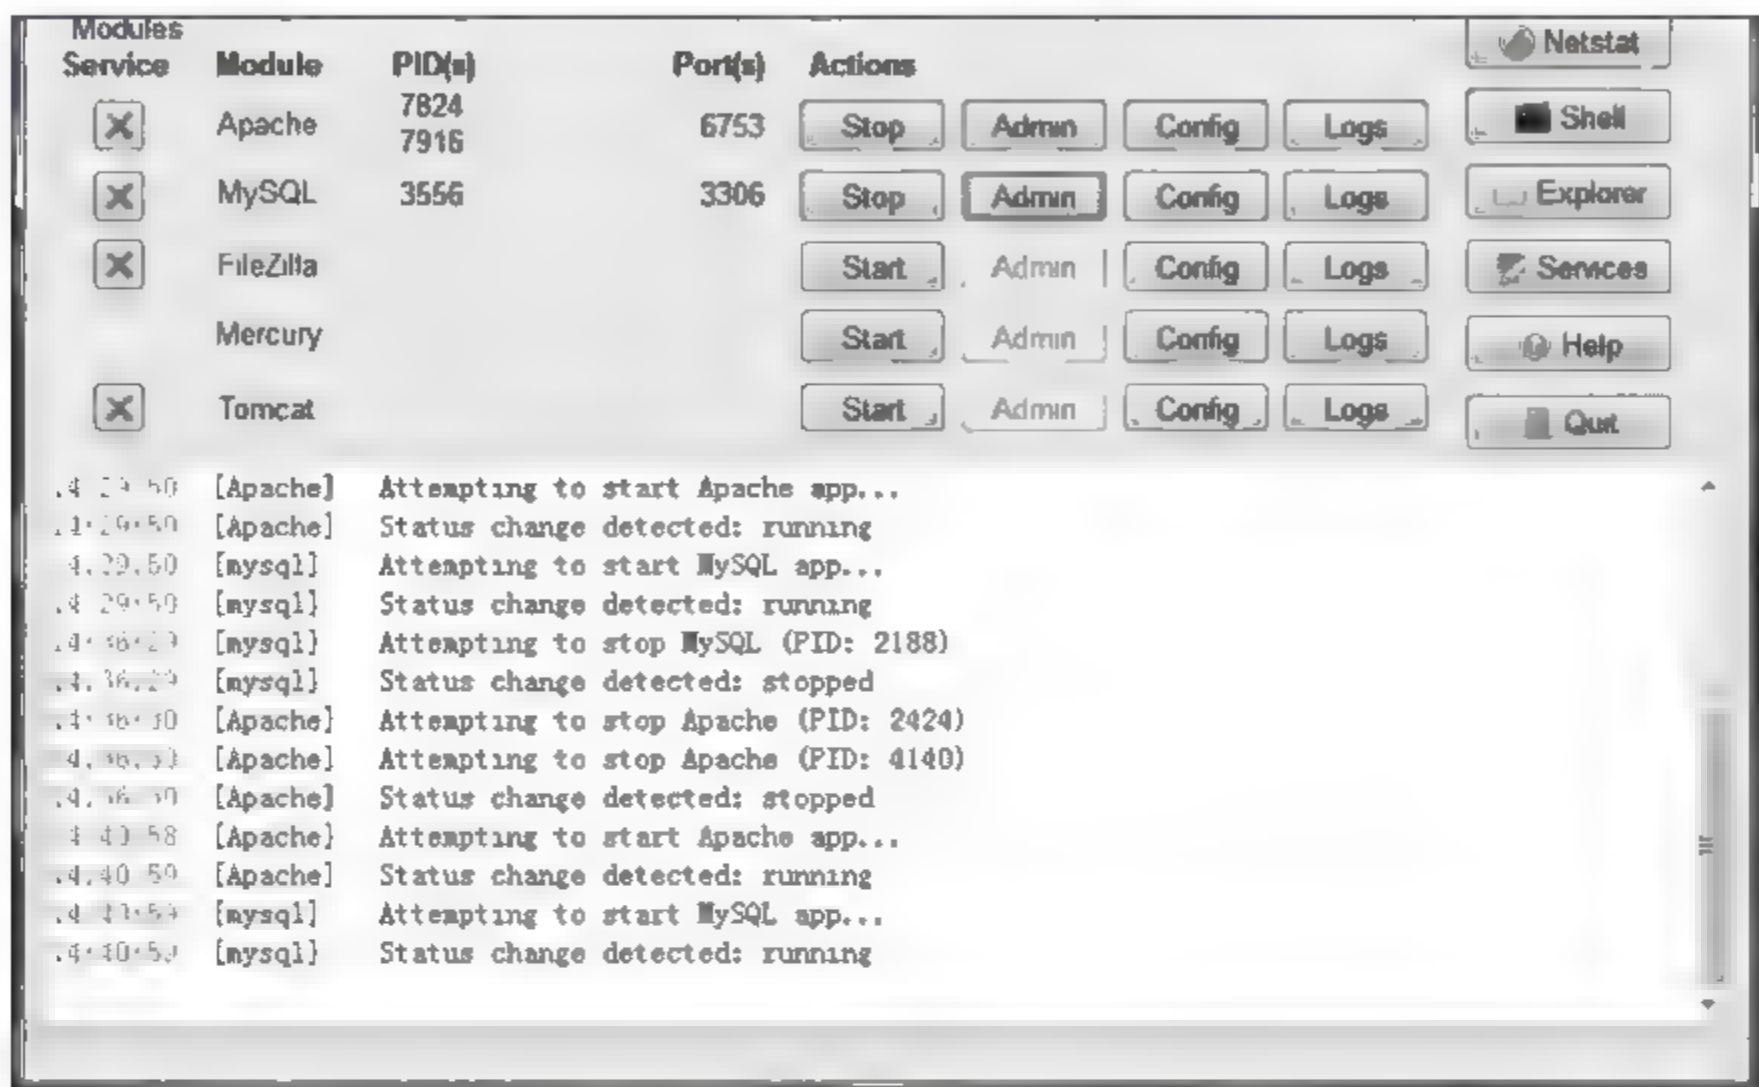 Modules
Netstat
Service Module PID(s) Port(s) Actions
Apache 7824 7916 6753 Stop Admin Config Logs
Shell
MySQL 3556 3306 Stop Admin Config Logs
Explorer
FileZilla Start Admin Config Logs
Services
Mercury Start Admin Config Logs
Help
Tomcat Start Admin Config Logs
Quit
[Apache] Attempting to start Apache app...
[Apache] Status change detected: running
[mysql] Attempting to start MySQL app...
[mysql] Status change detected: running
[mysql] Attempting to stop MySQL (PID: 2188)
[mysql] Status change detected: stopped
[Apache] Attempting to stop Apache (PID: 2424)
[Apache] Attempting to stop Apache (PID: 4140)
[Apache] Status change detected: stopped
[Apache] Attempting to start Apache app...
[Apache] Status change detected: running
[mysql] Attempting to start MySQL app...
[mysql] Status change detected: running